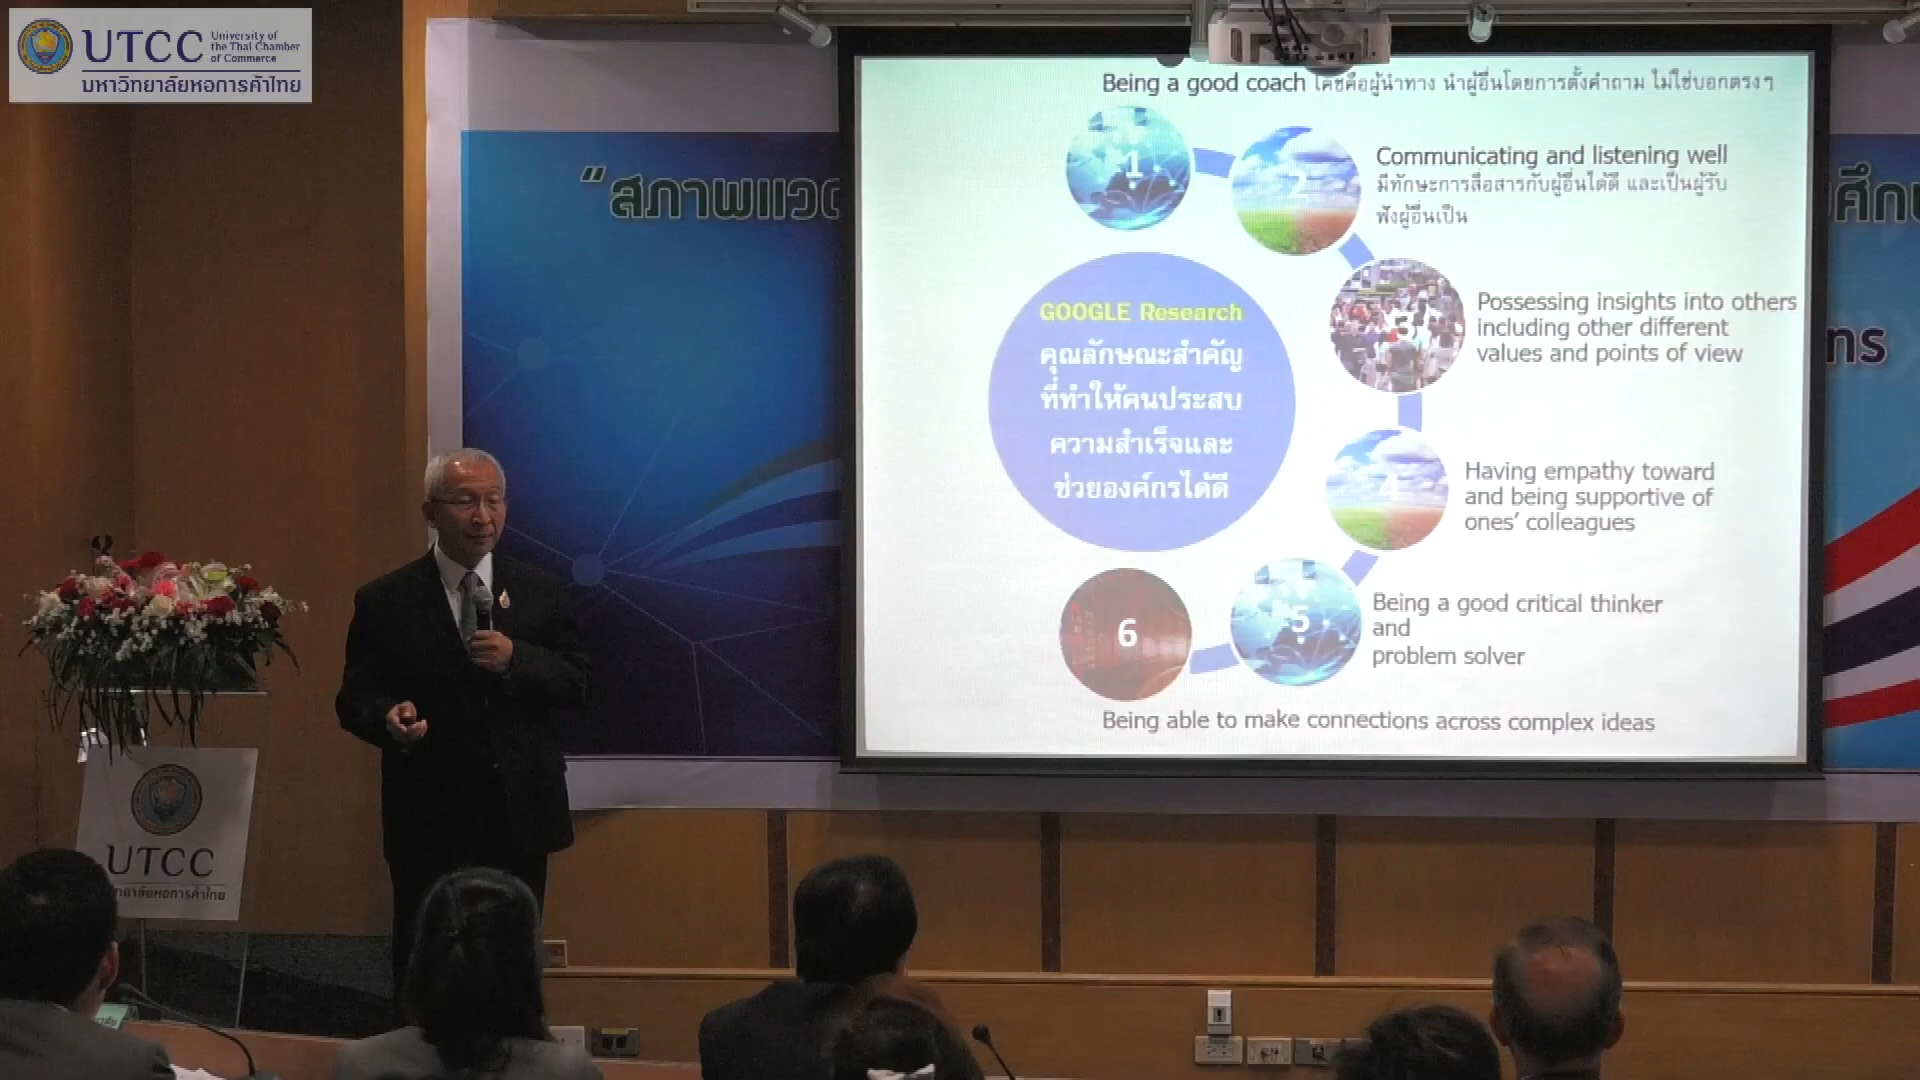 UTCC
University of
the Thai Chamber
of Commerce
มหาวิทยาลัยหอการค้าไทย
“สภาพแวด
ศึกษ
Being a good coach โค้ชคือผู้นำทาง นำผู้อื่นโดยการตั้งคำถาม ไม่ใช่บอกตรงๆ
1
2
Communicating and listening well
มีทักษะการสื่อสารกับผู้อื่นได้ดี และเป็นผู้รับ
ฟังผู้อื่นเป็น
Possessing insights into others
including other different
values and points of view
GOOGLE Research
คุณลักษณะสำคัญ
ที่ทำให้คนประสบ
ความสำเร็จและ
ช่วยองค์กรได้ดี
4
Having empathy toward
and being supportive of
ones’ colleagues
5
Being a good critical thinker
and
problem solver
6
Being able to make connections across complex ideas
UTCC